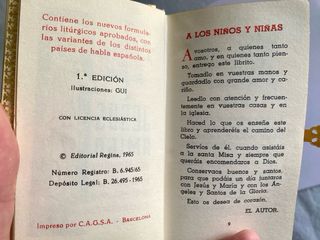 Contiene los nuevos formula-
rios litúrgicos aprobados, con
las variantes de los distintos
países de habla española.
1.ª EDICIÓN
Ilustraciones: GUI
CON LICENCIA ECLESIÁSTICA
© Editorial Regina, 1965
Número Registro: B. 6.945/65
Depósito Legal: B. 26.495-1965
Impreso por C.A.G.S.A. - BARCELONA
A LOS NIÑOS Y NIÑAS
A vosotros, a quienes tanto
amo, y en quienes tanto pien-
so, entrego este librito.
Tomadlo en vuestras manos y
guardadlo con grande amor y ca-
riño.
Leedlo con atención y frecuen-
temente en vuestras casas y en
la iglesia.
Haced lo que os enseñe este
libro y aprenderéis el camino del
Cielo.
Servíos de él cuando asistáis
a la santa Misa y siempre que
queráis encomendaros a Dios.
Conservaos buenos y santos,
para que podáis un día juntaros
con Jesús y María y con los Ánge-
les y Santos de la Gloria.
Esto os desea de corazón,
EL AUTOR.
9